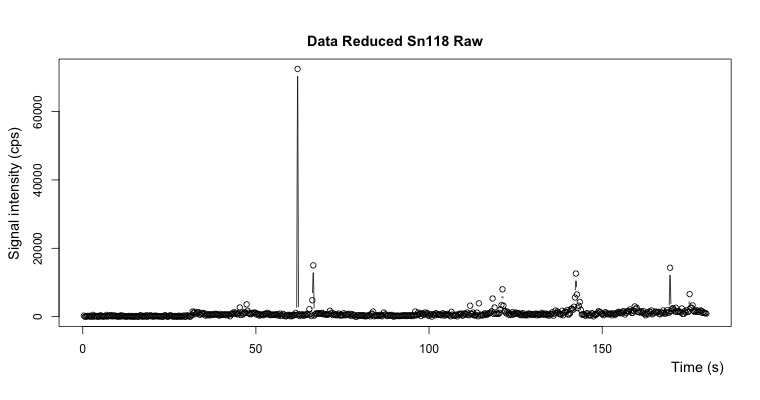 Data Reduced Sn118 Raw
Signal intensity (cps)
60000
40000
20000
0
0 50 100 150
Time (s)